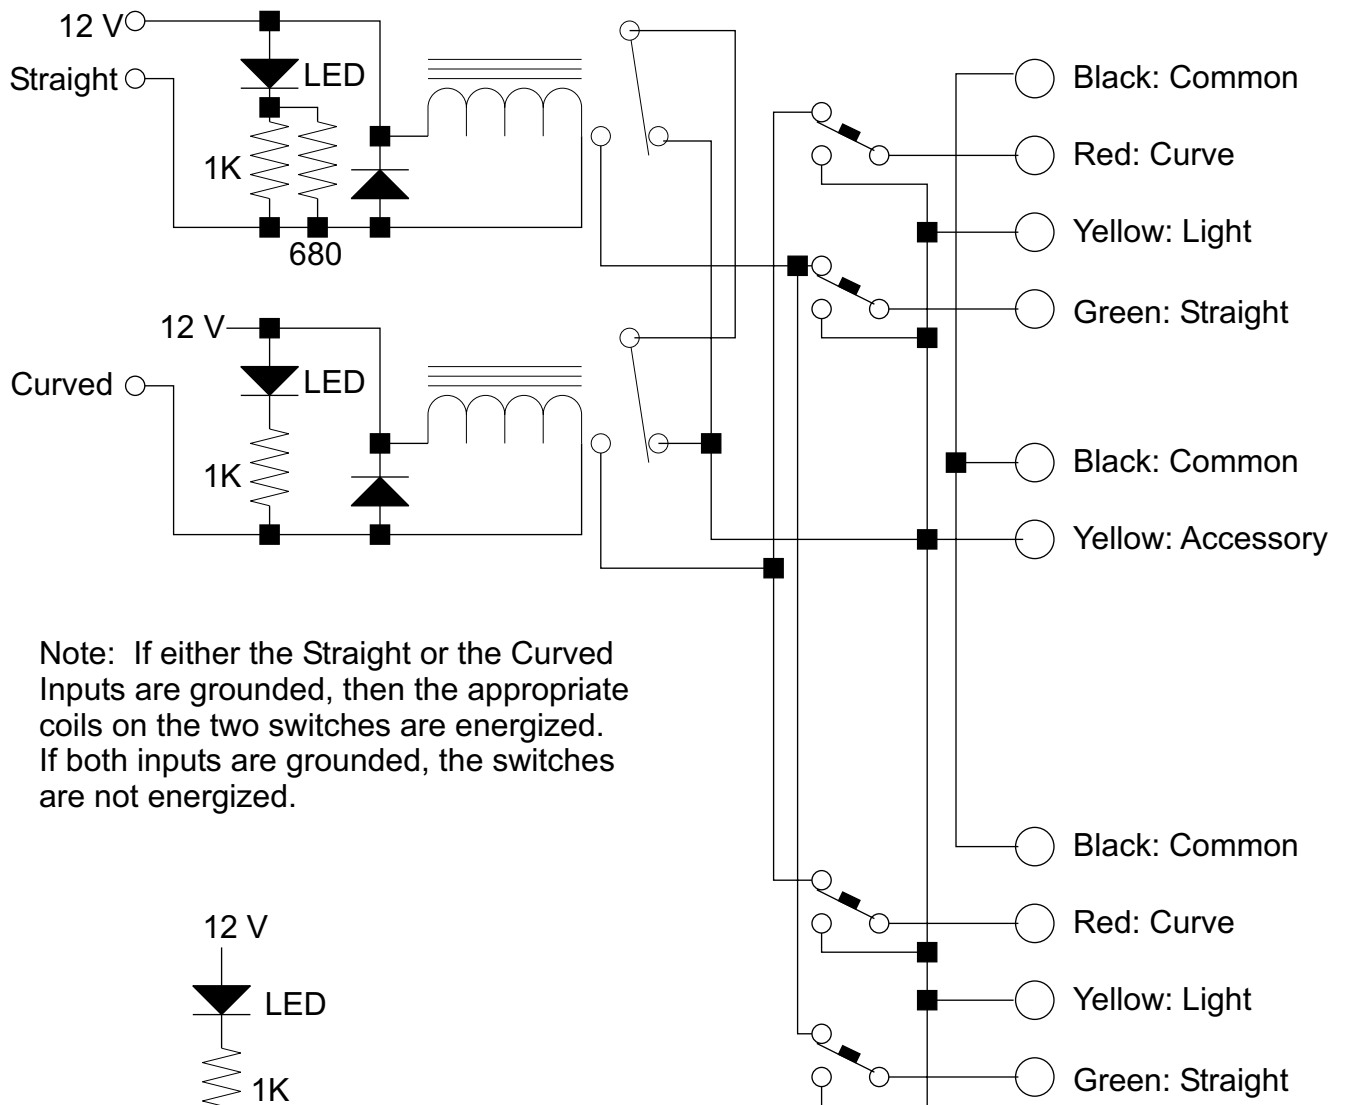 12 V
Straight
LED
1K
680
12 V
Curved
LED
1K
Black: Common
Red: Curve
Yellow: Light
Green: Straight
Black: Common
Yellow: Accessory
Note: If either the Straight or the Curved
Inputs are grounded, then the appropriate
coils on the two switches are energized.
If both inputs are grounded, the switches
are not energized.
12 V
LED
1K
Black: Common
Red: Curve
Yellow: Light
Green: Straight